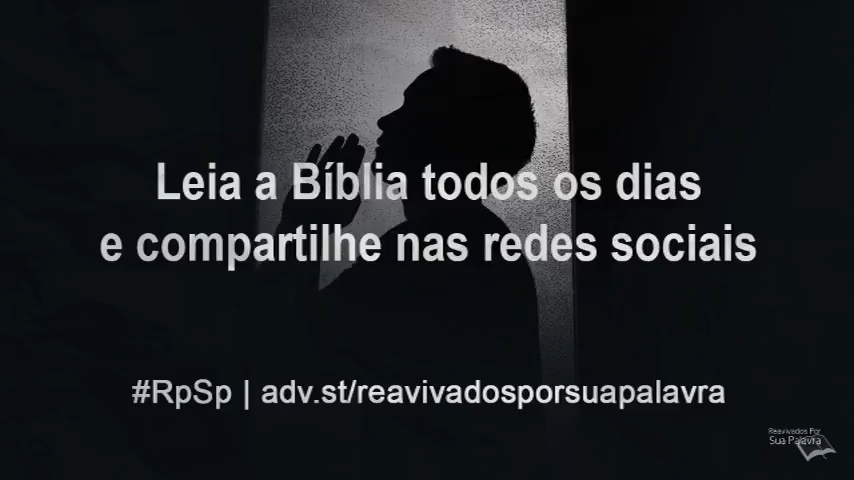 Leia a Bíblia todos os dias
e compartilhe nas redes sociais
#RpSp | adv.st/reavivadosporsuapalavra
Reavivados Por
Sua Palavra